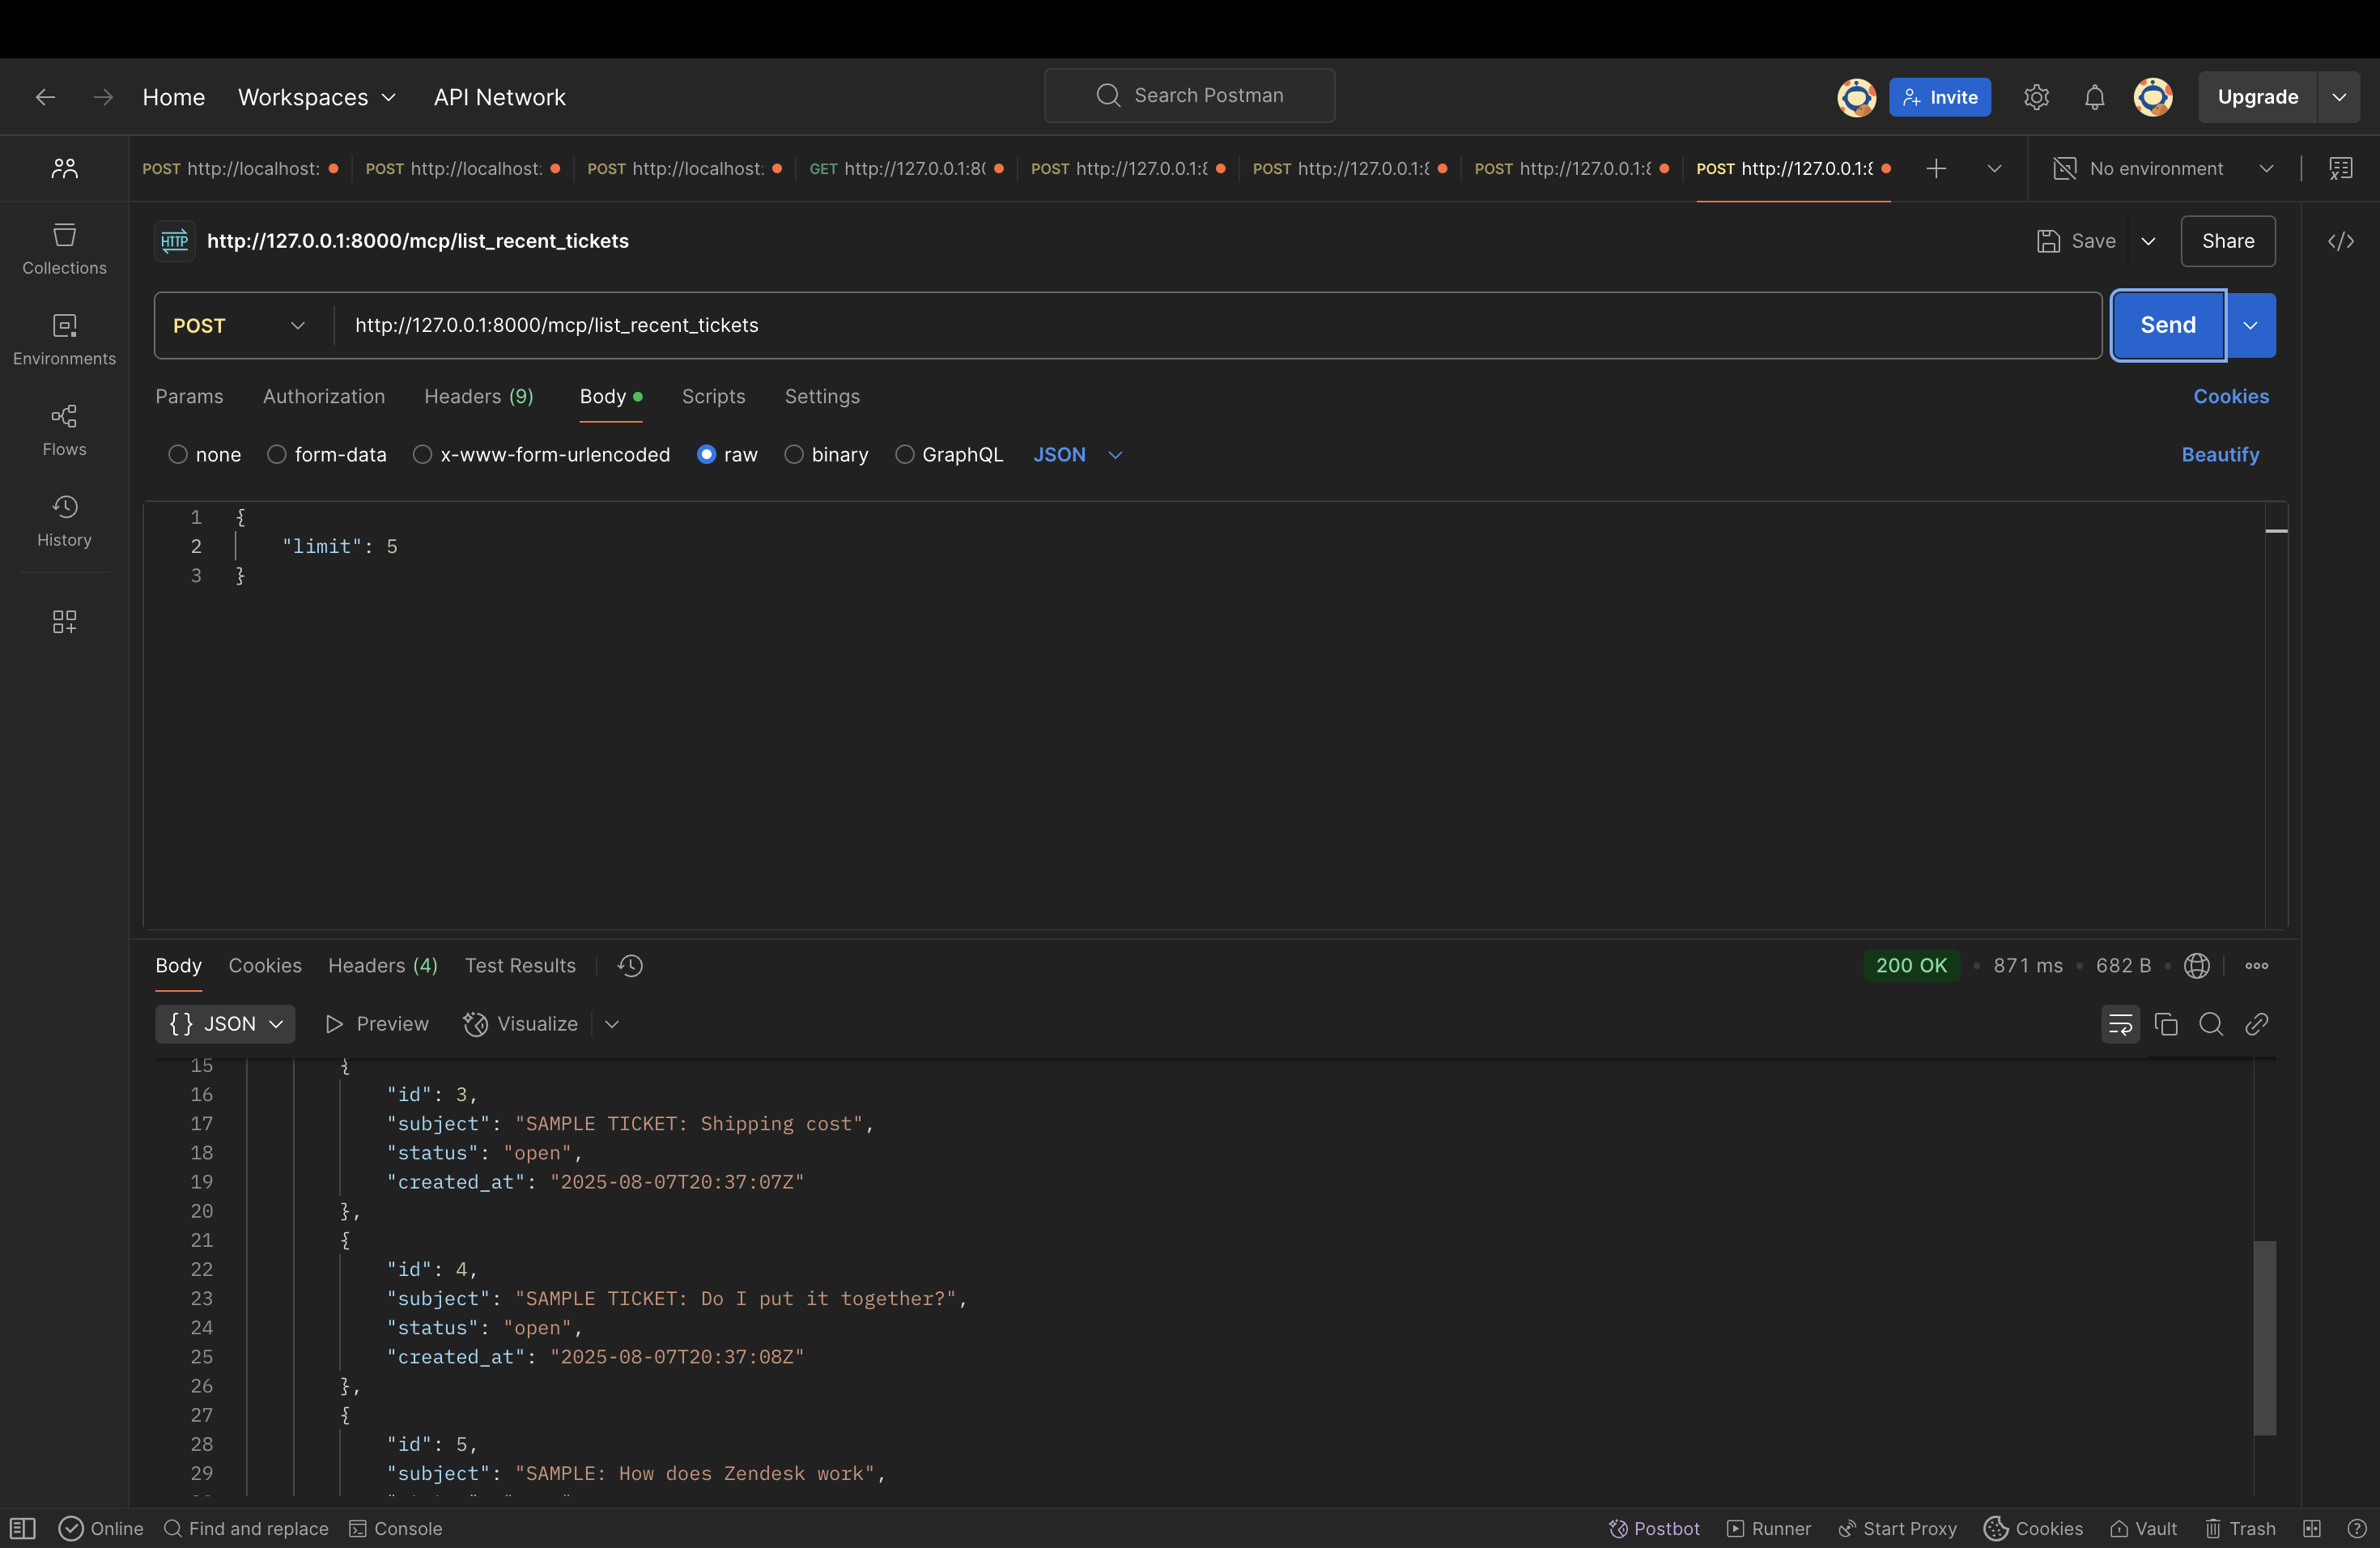 Home Workspaces API Network Search Postman Invite Upgrade
POST http://localhost: POST http://localhost: POST http://localhost: GET http://127.0.0.1:80 POST http://127.0.0.1:8 POST http://127.0.0.1:8 POST http://127.0.0.1:8 POST http://127.0.0.1:8 No environment
HTTP http://127.0.0.1:8000/mcp/list_recent_tickets Save Share
Collections
Environments
Flows
History
POST http://127.0.0.1:8000/mcp/list_recent_tickets Send
Params Authorization Headers (9) Body Scripts Settings Cookies
none form-data x-www-form-urlencoded raw binary GraphQL JSON Beautify
1 {
2 "limit": 5
3 }
Body Cookies Headers (4) Test Results 200 OK • 871 ms • 682 B
{} JSON Preview Visualize
15 {
16 "id": 3,
17 "subject": "SAMPLE TICKET: Shipping cost",
18 "status": "open",
19 "created_at": "2025-08-07T20:37:07Z"
20 },
21 {
22 "id": 4,
23 "subject": "SAMPLE TICKET: Do I put it together?",
24 "status": "open",
25 "created_at": "2025-08-07T20:37:08Z"
26 },
27 {
28 "id": 5,
29 "subject": "SAMPLE: How does Zendesk work",
Online Find and replace Console Postbot Runner Start Proxy Cookies Vault Trash